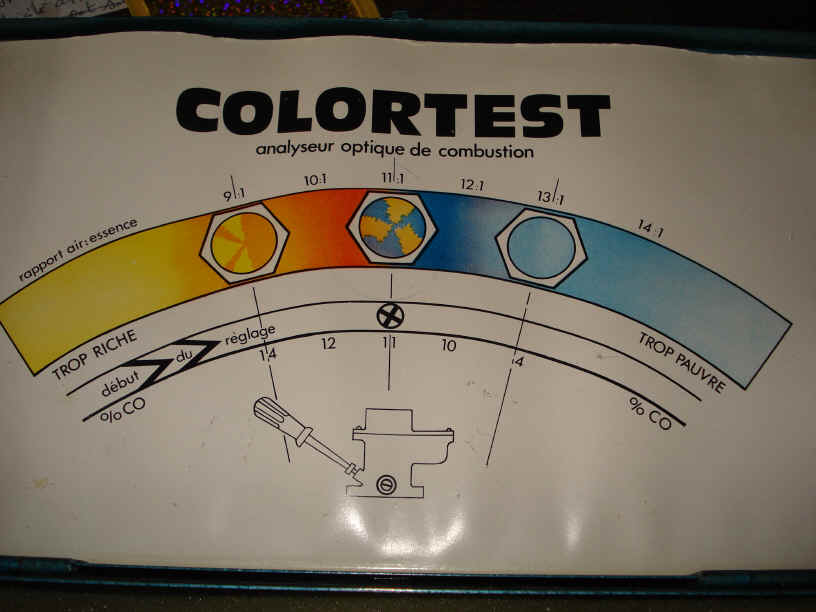 COLORTEST
analyseur optique de combustion
9:1 10:1 11:1 12:1 13:1 14:1
rapport air:essence
TROP RICHE
TROP PAUVRE
début du réglage
14 12 11 10 4
% CO
% CO